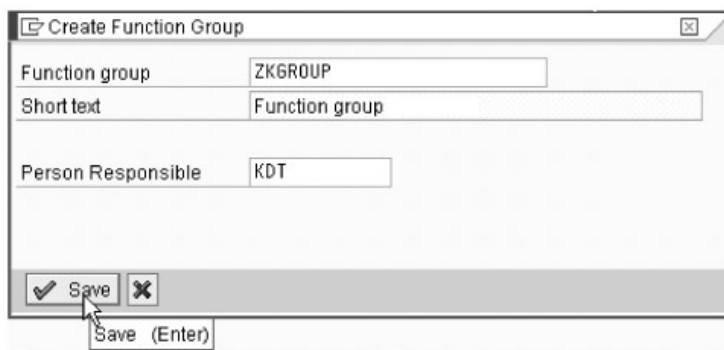 Create Function Group
Function group ZKGROUP
Short text Function group
Person Responsible KDT
Save
Save (Enter)